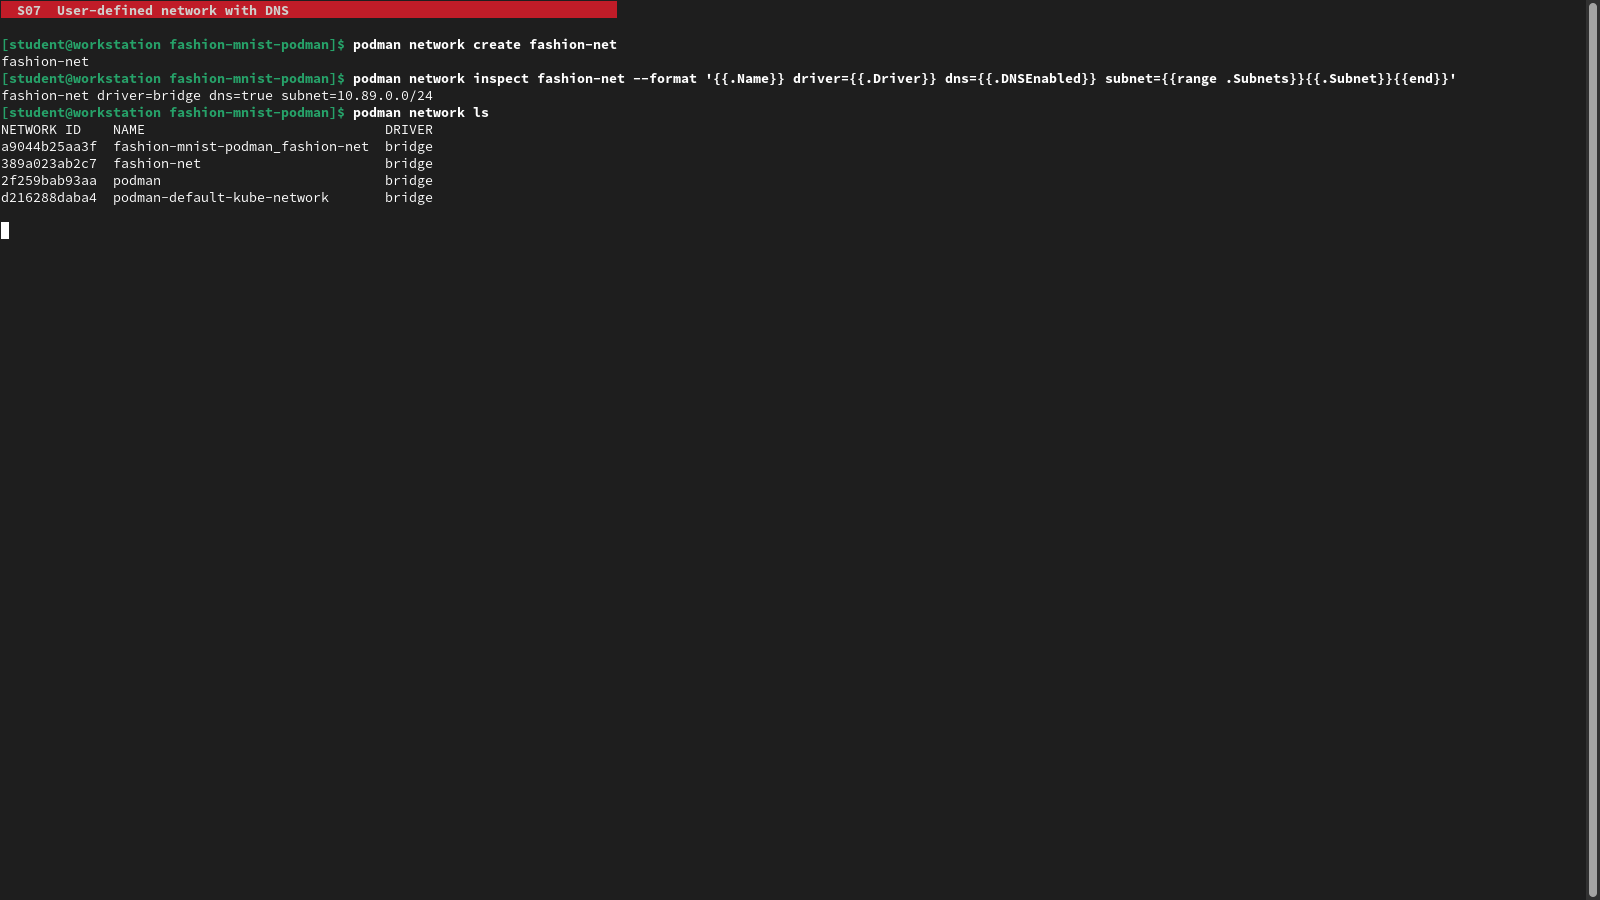 S07  User-defined network with DNS
[student@workstation fashion-mnist-podman]$ podman network create fashion-net
fashion-net
[student@workstation fashion-mnist-podman]$ podman network inspect fashion-net --format '{{.Name}} driver={{.Driver}} dns={{.DNSEnabled}} subnet={{range .Subnets}}{{.Subnet}}{{end}}'
fashion-net driver=bridge dns=true subnet=10.89.0.0/24
[student@workstation fashion-mnist-podman]$ podman network ls
NETWORK ID    NAME                              DRIVER
a9044b25aa3f  fashion-mnist-podman_fashion-net  bridge
389a023ab2c7  fashion-net                       bridge
2f259bab93aa  podman                            bridge
d216288daba4  podman-default-kube-network       bridge